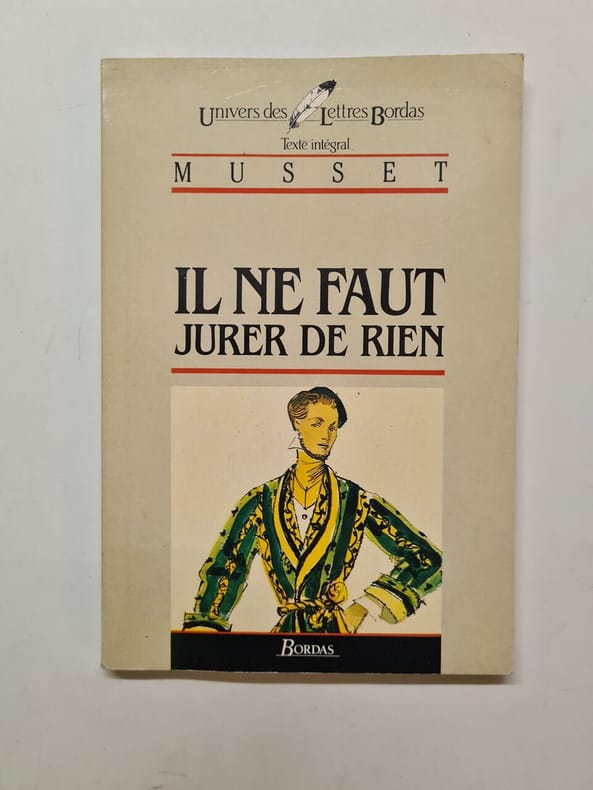 Univers des Lettres Bordas
Texte intégral
MUSSET
IL NE FAUT
JURER DE RIEN
BORDAS